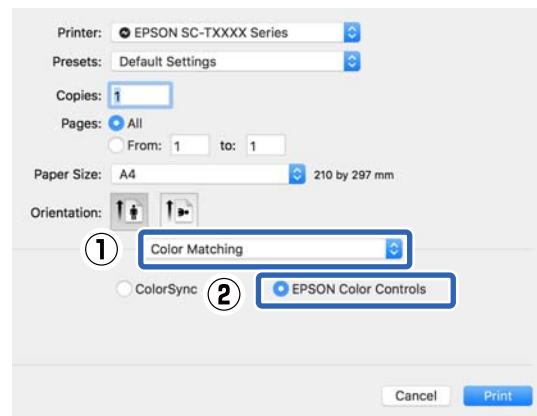 Printer: EPSON SC-TXXXX Series
Presets: Default Settings
Copies: 1
Pages: All
From: 1 to: 1
Paper Size: A4 210 by 297 mm
Orientation:
1 Color Matching
ColorSync 2 EPSON Color Controls
Cancel Print